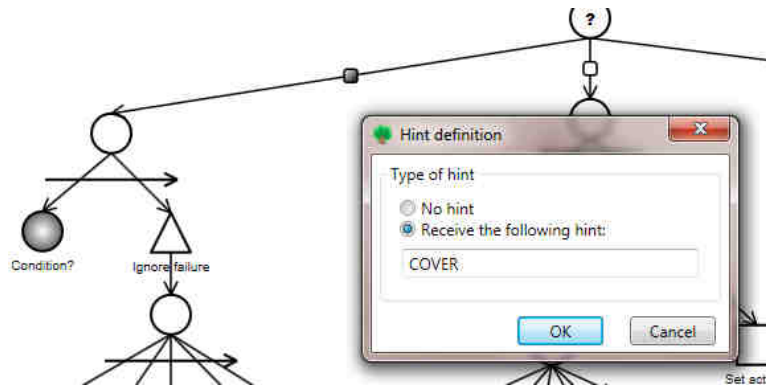 ?
Hint definition
Type of hint
No hint
Receive the following hint:
COVER
Condition?
Ignore failure
OK
Cancel
Set act